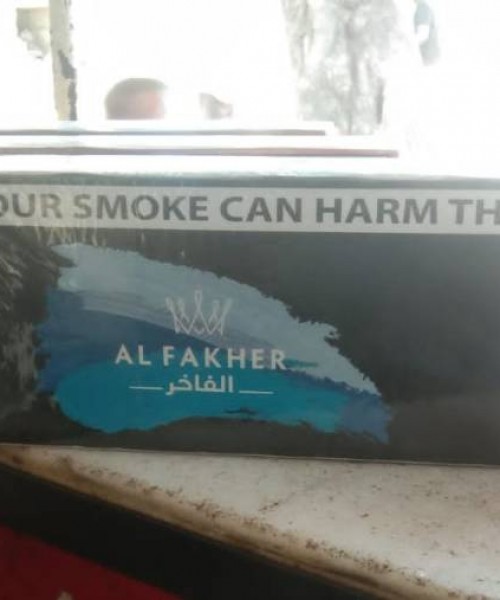 OUR SMOKE CAN HARM TH
AL FAKHER
الفاخر